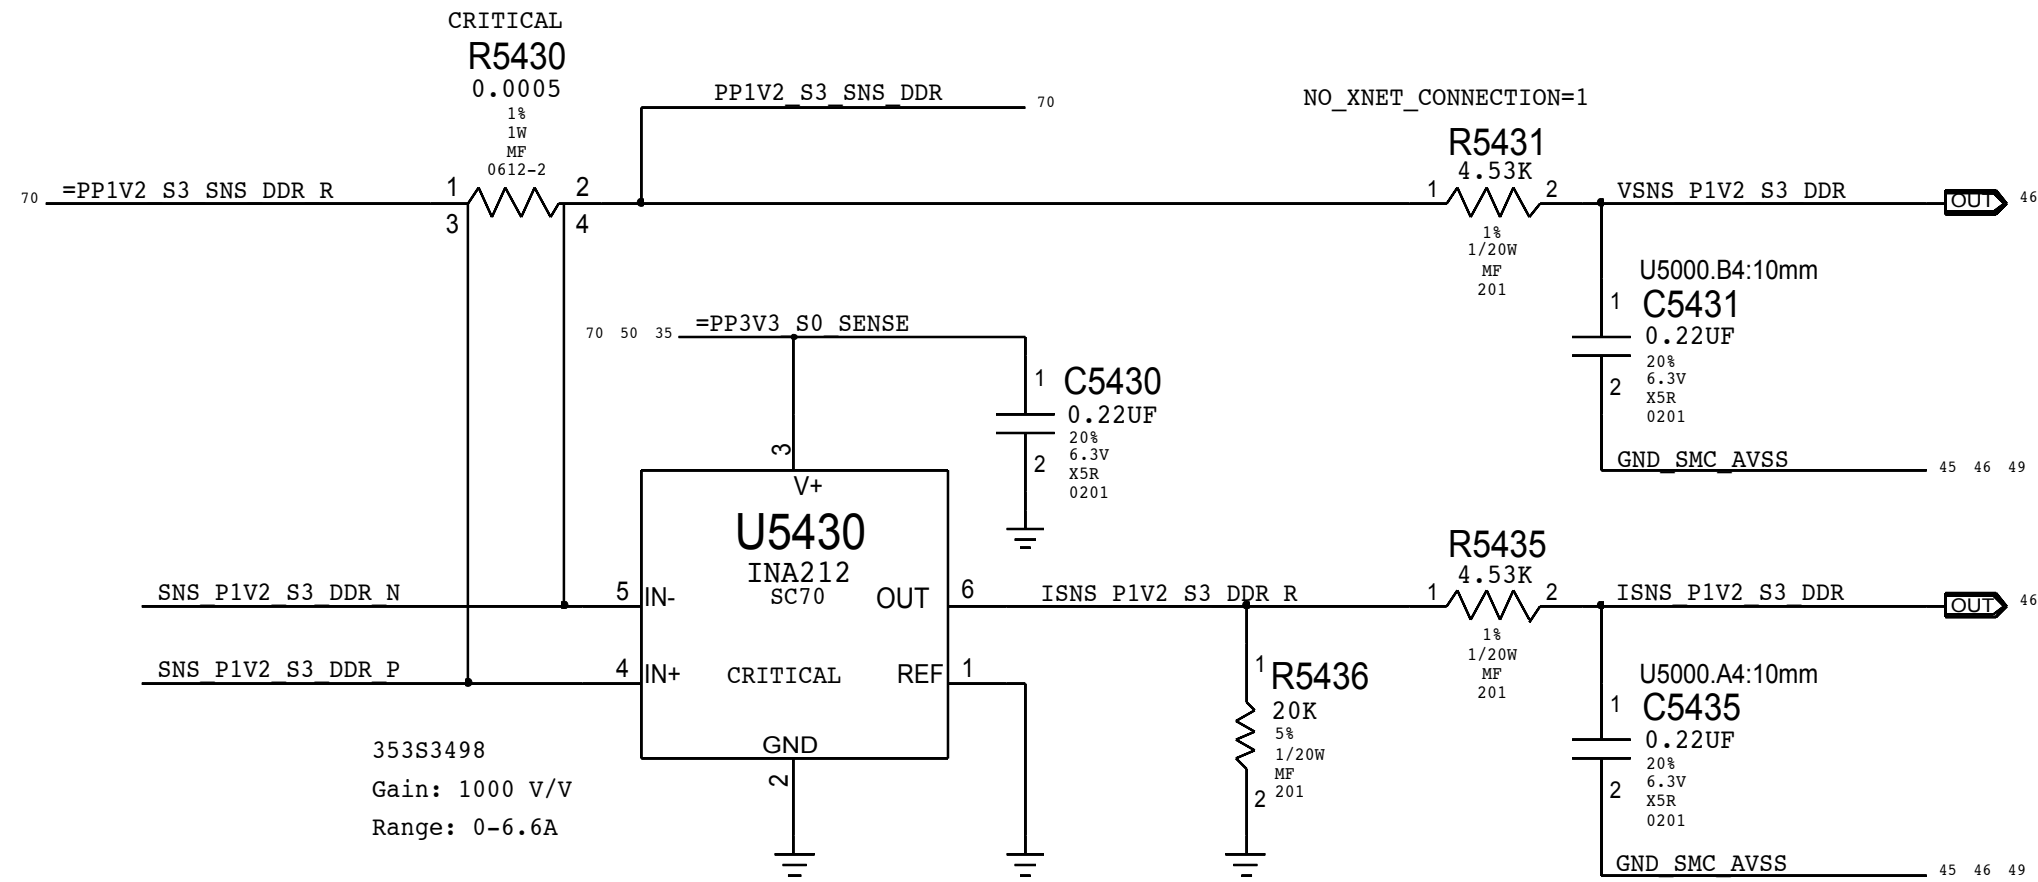 CRITICAL
R5430
0.0005
1%
1W
MF
0612-2
PP1V2_S3_SNS_DDR
70
NO_XNET_CONNECTION=1
R5431
4.53K
70
=PP1V2_S3_SNS_DDR_R
1
2
3
4
1
2
VSNS_P1V2_S3_DDR
OUT
46
1%
1/20W
MF
201
U5000.B4:10mm
1
C5431
0.22UF
20%
6.3V
X5R
0201
2
GND_SMC_AVSS
45 46 49
70 50 35
=PP3V3_S0_SENSE
1
C5430
0.22UF
20%
6.3V
X5R
0201
2
3
V+
U5430
INA212
SC70
CRITICAL
SNS_P1V2_S3_DDR_N
5
IN-
OUT
6
ISNS_P1V2_S3_DDR_R
SNS_P1V2_S3_DDR_P
4
IN+
REF
1
GND
2
R5435
4.53K
1
2
1%
1/20W
MF
201
ISNS_P1V2_S3_DDR
OUT
46
1
R5436
20K
5%
1/20W
MF
201
2
U5000.A4:10mm
1
C5435
0.22UF
20%
6.3V
X5R
0201
2
GND_SMC_AVSS
45 46 49
353S3498
Gain: 1000 V/V
Range: 0-6.6A